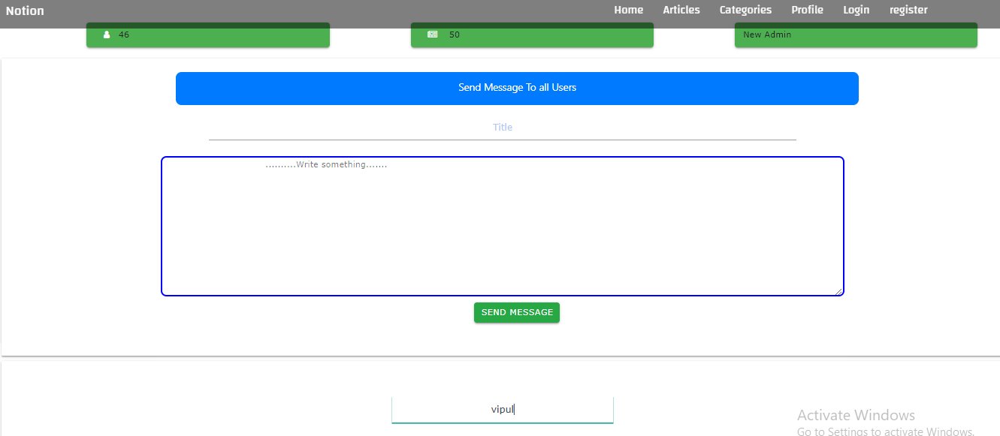 Notion Home Articles Categories Profile Login register
46 50 New Admin
Send Message To all Users
Title
..........Write something.......
SEND MESSAGE
vipul
Activate Windows
Go to Settings to activate Windows.